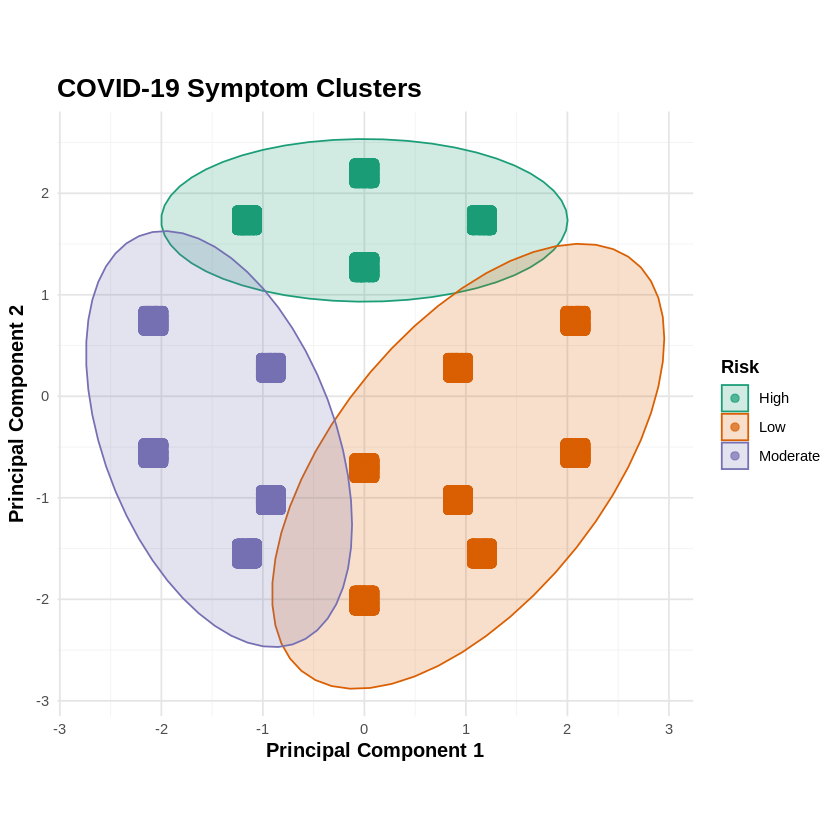 COVID-19 Symptom Clusters
Principal Component 2
2
1
0
-1
-2
-3
-3 -2 -1 0 1 2 3
Principal Component 1
Risk
High
Low
Moderate